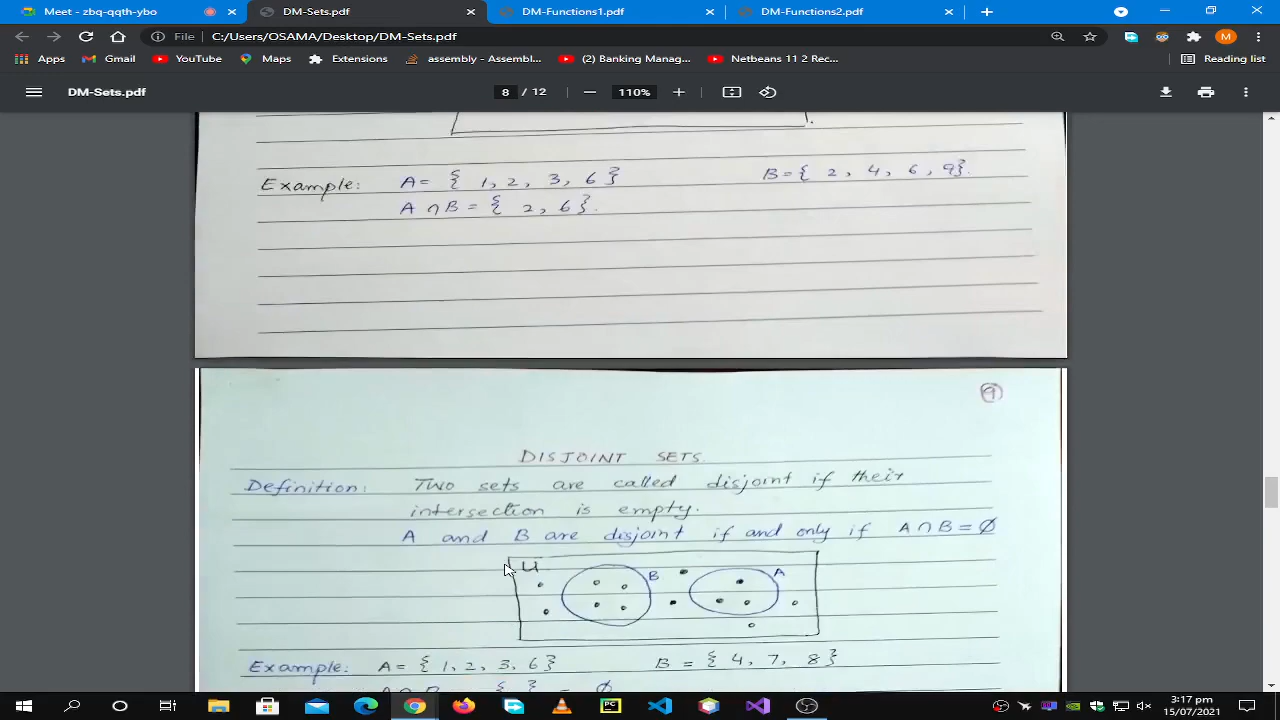 Meet - zbq-qqth-ybo
DM-Sets.pdf
DM-Functions1.pdf
DM-Functions2.pdf
File
C:/Users/OSAMA/Desktop/DM-Sets.pdf
M
Apps
Gmail
YouTube
Maps
Extensions
assembly - Assembl...
(2) Banking Manag...
Netbeans 11 2 Rec...
Reading list
DM-Sets.pdf
8 / 12
110%
Example: A = { 1, 2, 3, 6 } B = { 2, 4, 6, 9}.
A ∩ B = { 2, 6 }.
9
DISJOINT SETS
Definition: Two sets are called disjoint if their
intersection is empty.
A and B are disjoint if and only if A ∩ B = ∅
U
B
A
Example: A = { 1, 2, 3, 6 } B = { 4, 7, 8 }
A ∩ B = { } = ∅
3:17 pm
15/07/2021